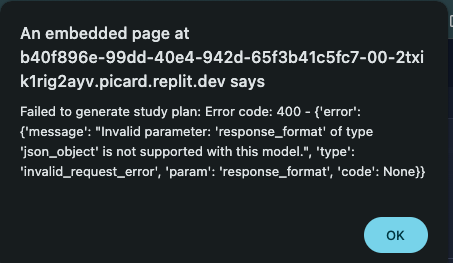 An embedded page at
b40f896e-99dd-40e4-942d-65f3b41c5fc7-00-2txi
k1rig2ayv.picard.replit.dev says
Failed to generate study plan: Error code: 400 - {'error':
{'message': "Invalid parameter: 'response_format' of type
'json_object' is not supported with this model.", 'type':
'invalid_request_error', 'param': 'response_format', 'code': None}}
OK